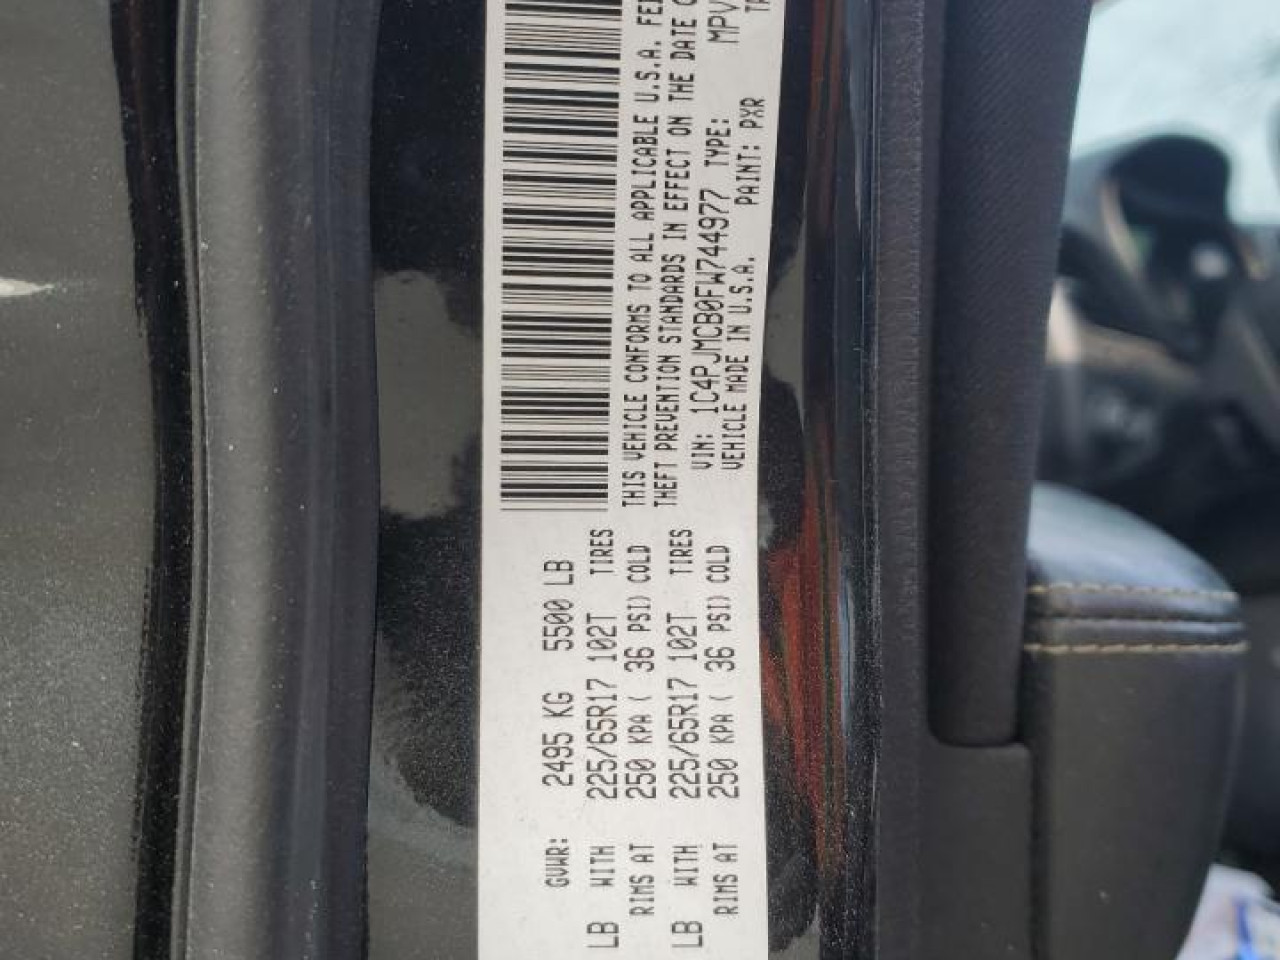 GVWR: 2495 KG 5500 LB
LB WITH 225/65R17 102T TIRES
RIMS AT 250 KPA ( 36 PSI) COLD
LB WITH 225/65R17 102T TIRES
RIMS AT 250 KPA ( 36 PSI) COLD
THIS VEHICLE CONFORMS TO ALL APPLICABLE U.S.A.
THEFT PREVENTION STANDARDS IN EFFECT ON THE DATE
VIN: 1C4PJMCB0FW744977 TYPE: MPV
VEHICLE MADE IN U.S.A. PAINT: PXR